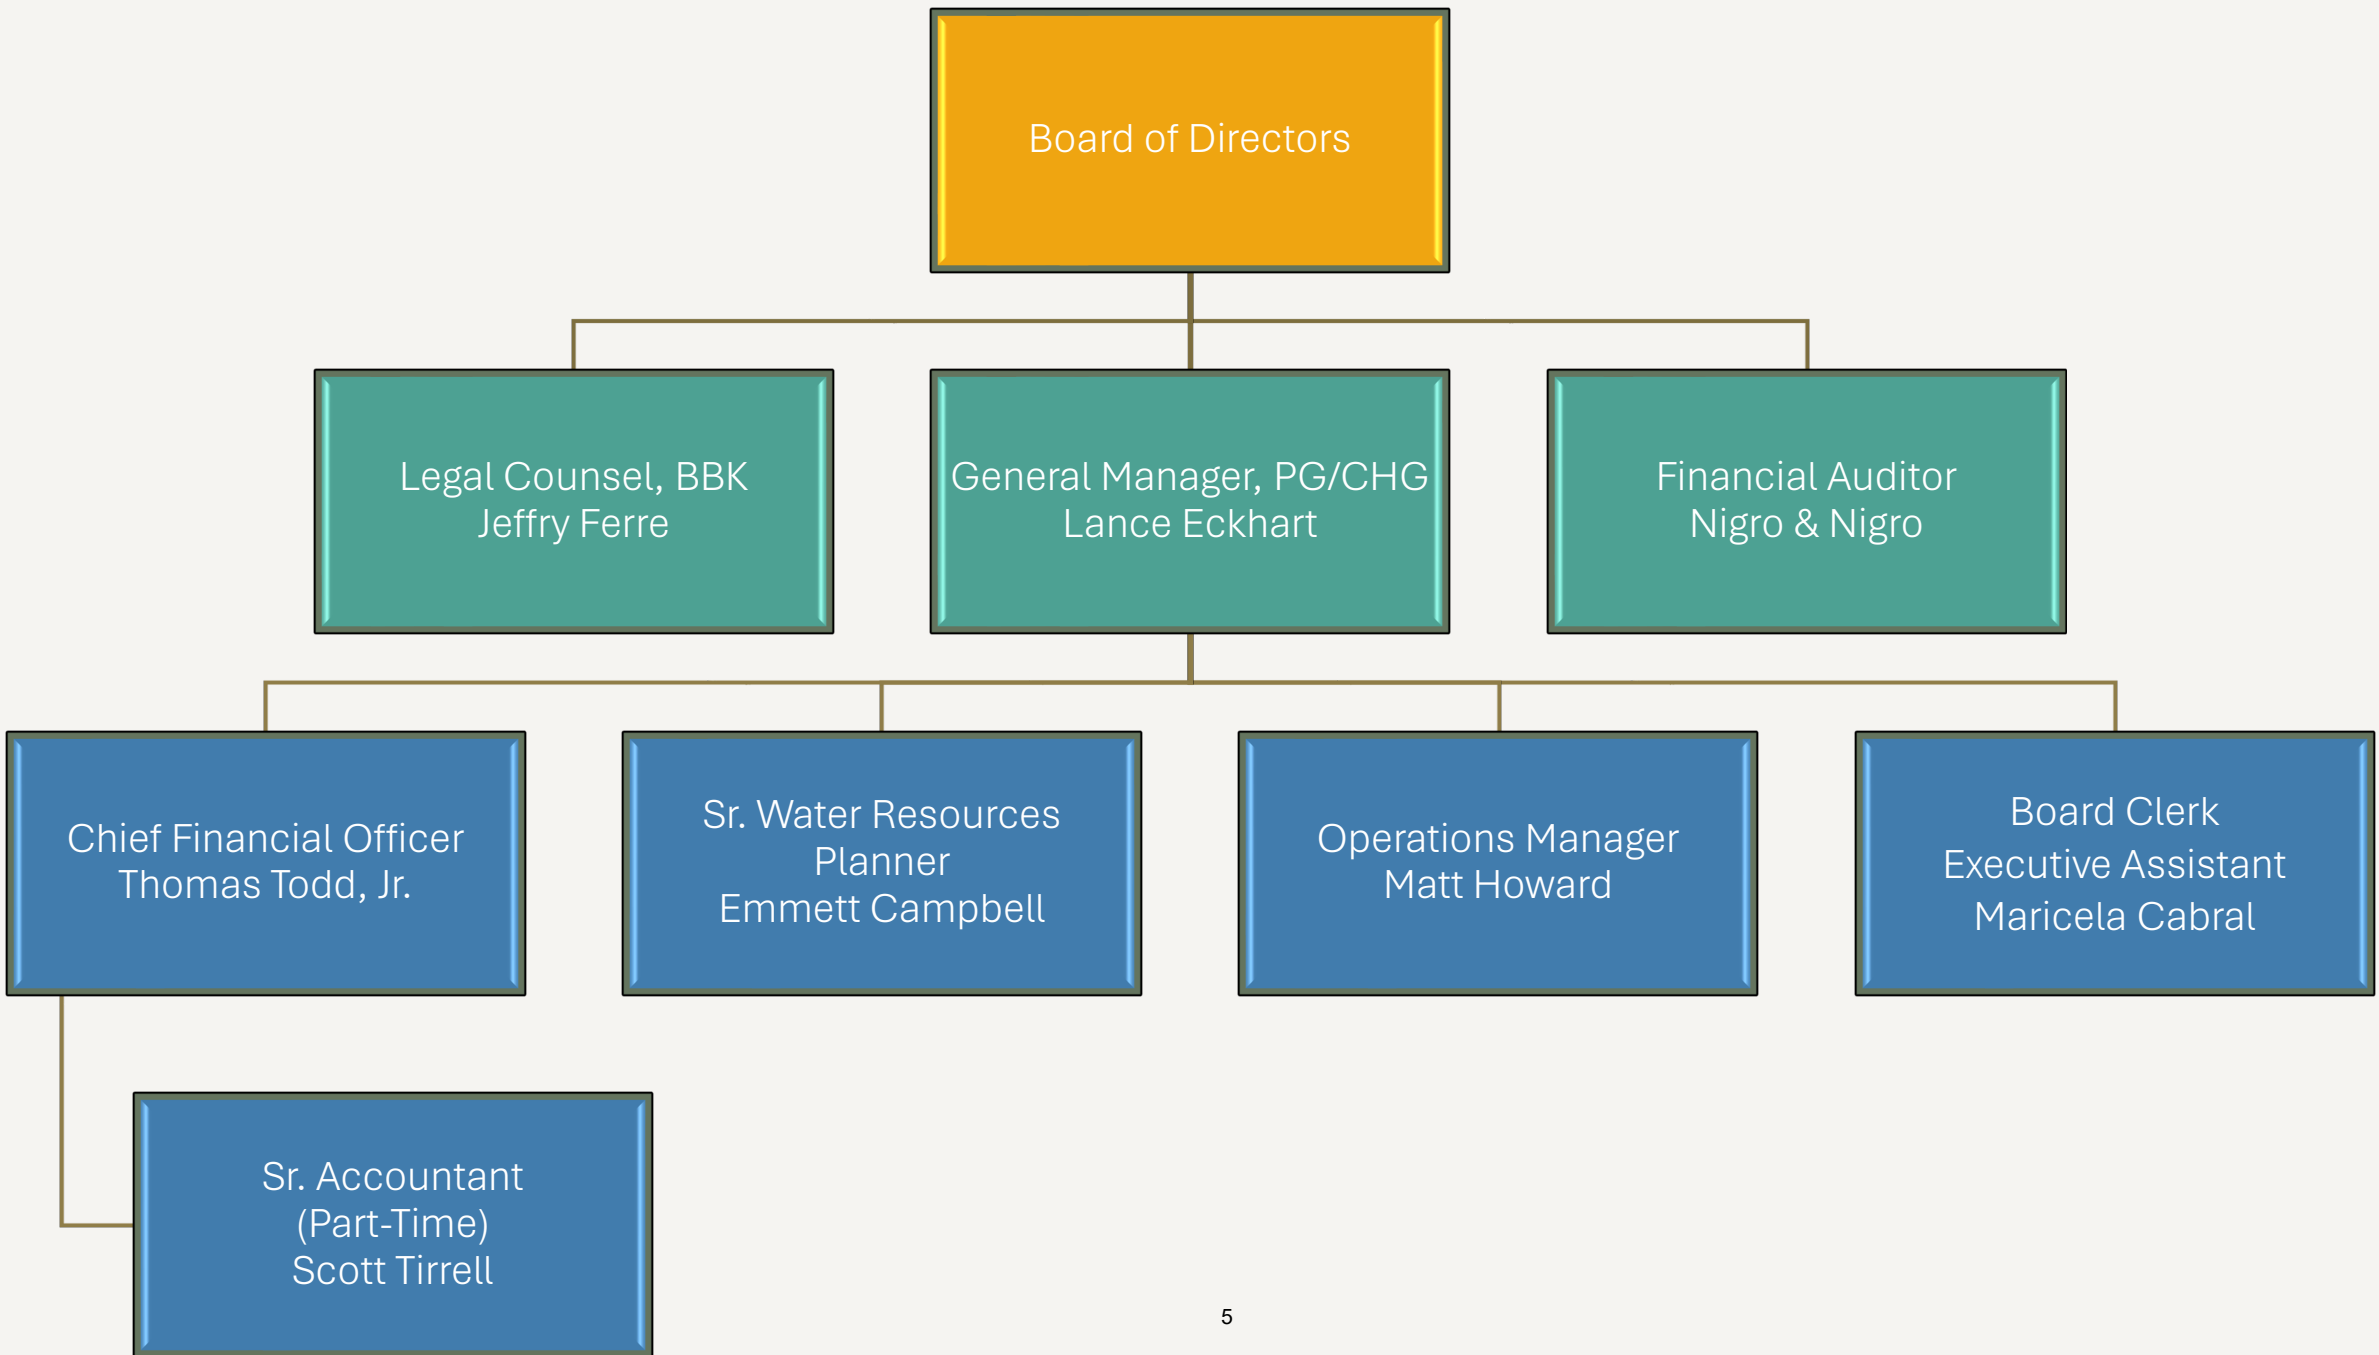 Board of Directors
Legal Counsel, BBK
Jeffry Ferre
General Manager, PG/CHG
Lance Eckhart
Financial Auditor
Nigro & Nigro
Chief Financial Officer
Thomas Todd, Jr.
Sr. Water Resources
Planner
Emmett Campbell
Operations Manager
Matt Howard
Board Clerk
Executive Assistant
Maricela Cabral
Sr. Accountant
(Part-Time)
Scott Tirrell
5